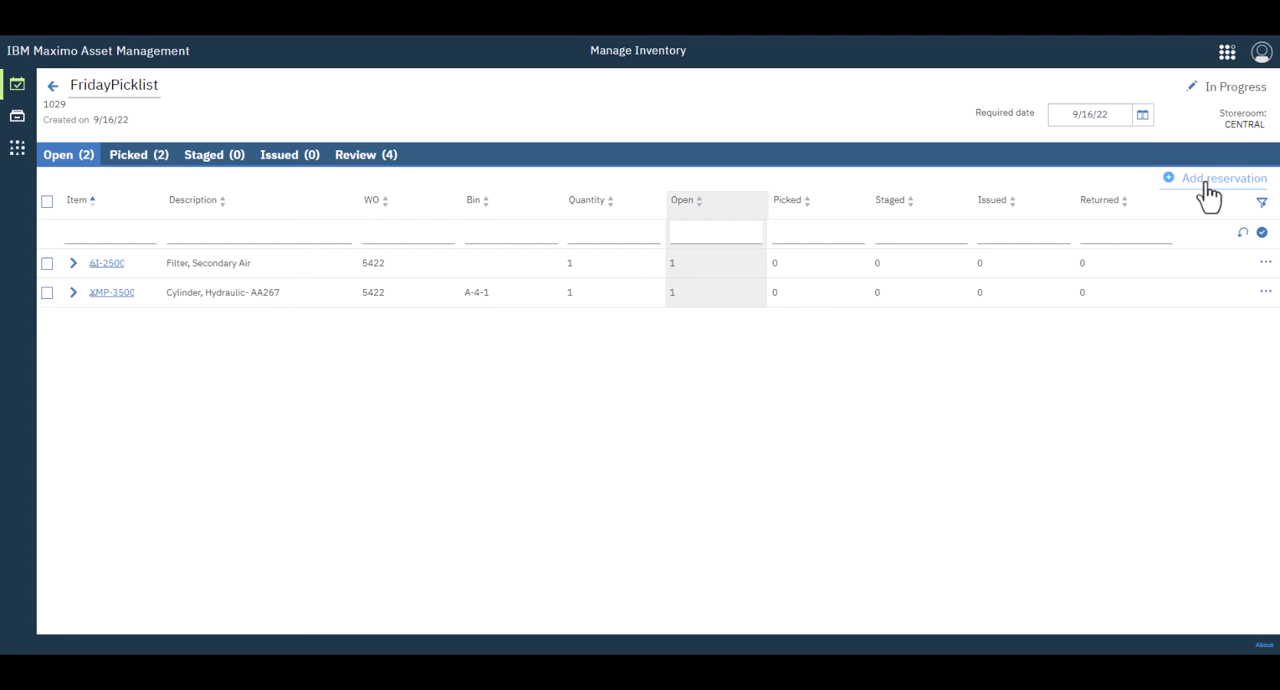 IBM Maximo Asset Management
Manage Inventory
FridayPicklist
In Progress
1029
Created on 9/16/22
Required date 9/16/22
Storeroom:
CENTRAL
Open (2) Picked (2) Staged (0) Issued (0) Review (4)
Add reservation
Item Description WO Bin Quantity Open Picked Staged Issued Returned
6I-2500 Filter, Secondary Air 5422 1 1 0 0 0 0
XMP-3500 Cylinder, Hydraulic- AA267 5422 A-4-1 1 1 0 0 0 0
About